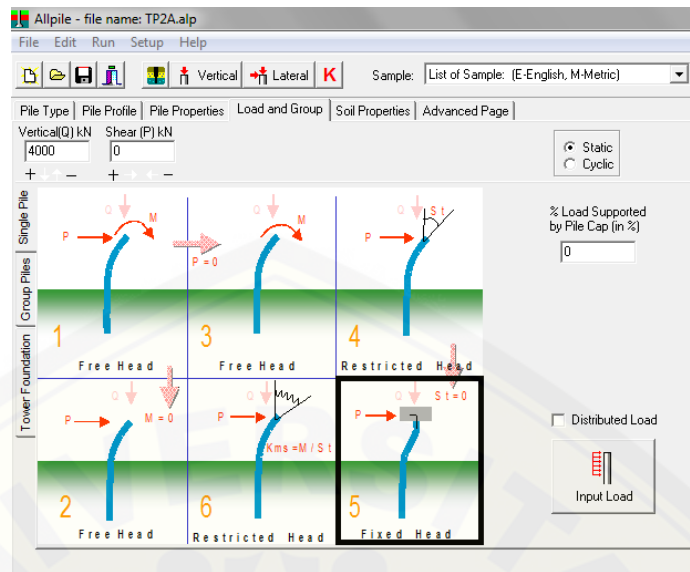 Allpile - file name: TP2A.alp
File Edit Run Setup Help
Vertical Lateral K Sample: List of Sample: (E-English, M-Metric)
Pile Type Pile Profile Pile Properties Load and Group Soil Properties Advanced Page
Vertical(Q) kN Shear (P) kN
4000 0
+ - + -
Static
Cyclic
Single Pile
Group Piles
Tower Foundation
Q M P
P = 0
Q M
Q S t P
1 Free Head
3 Free Head
4 Restricted Head
Q M = 0 P
Q P Kms =M / S t
Q S t = 0 P
2 Free Head
6 Restricted Head
5 Fixed Head
% Load Supported
by Pile Cap (in %)
0
Distributed Load
Input Load